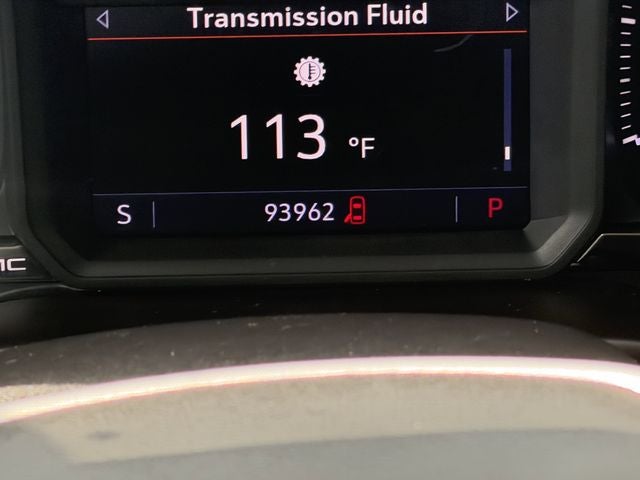 Transmission Fluid
113 °F
S 93962 P